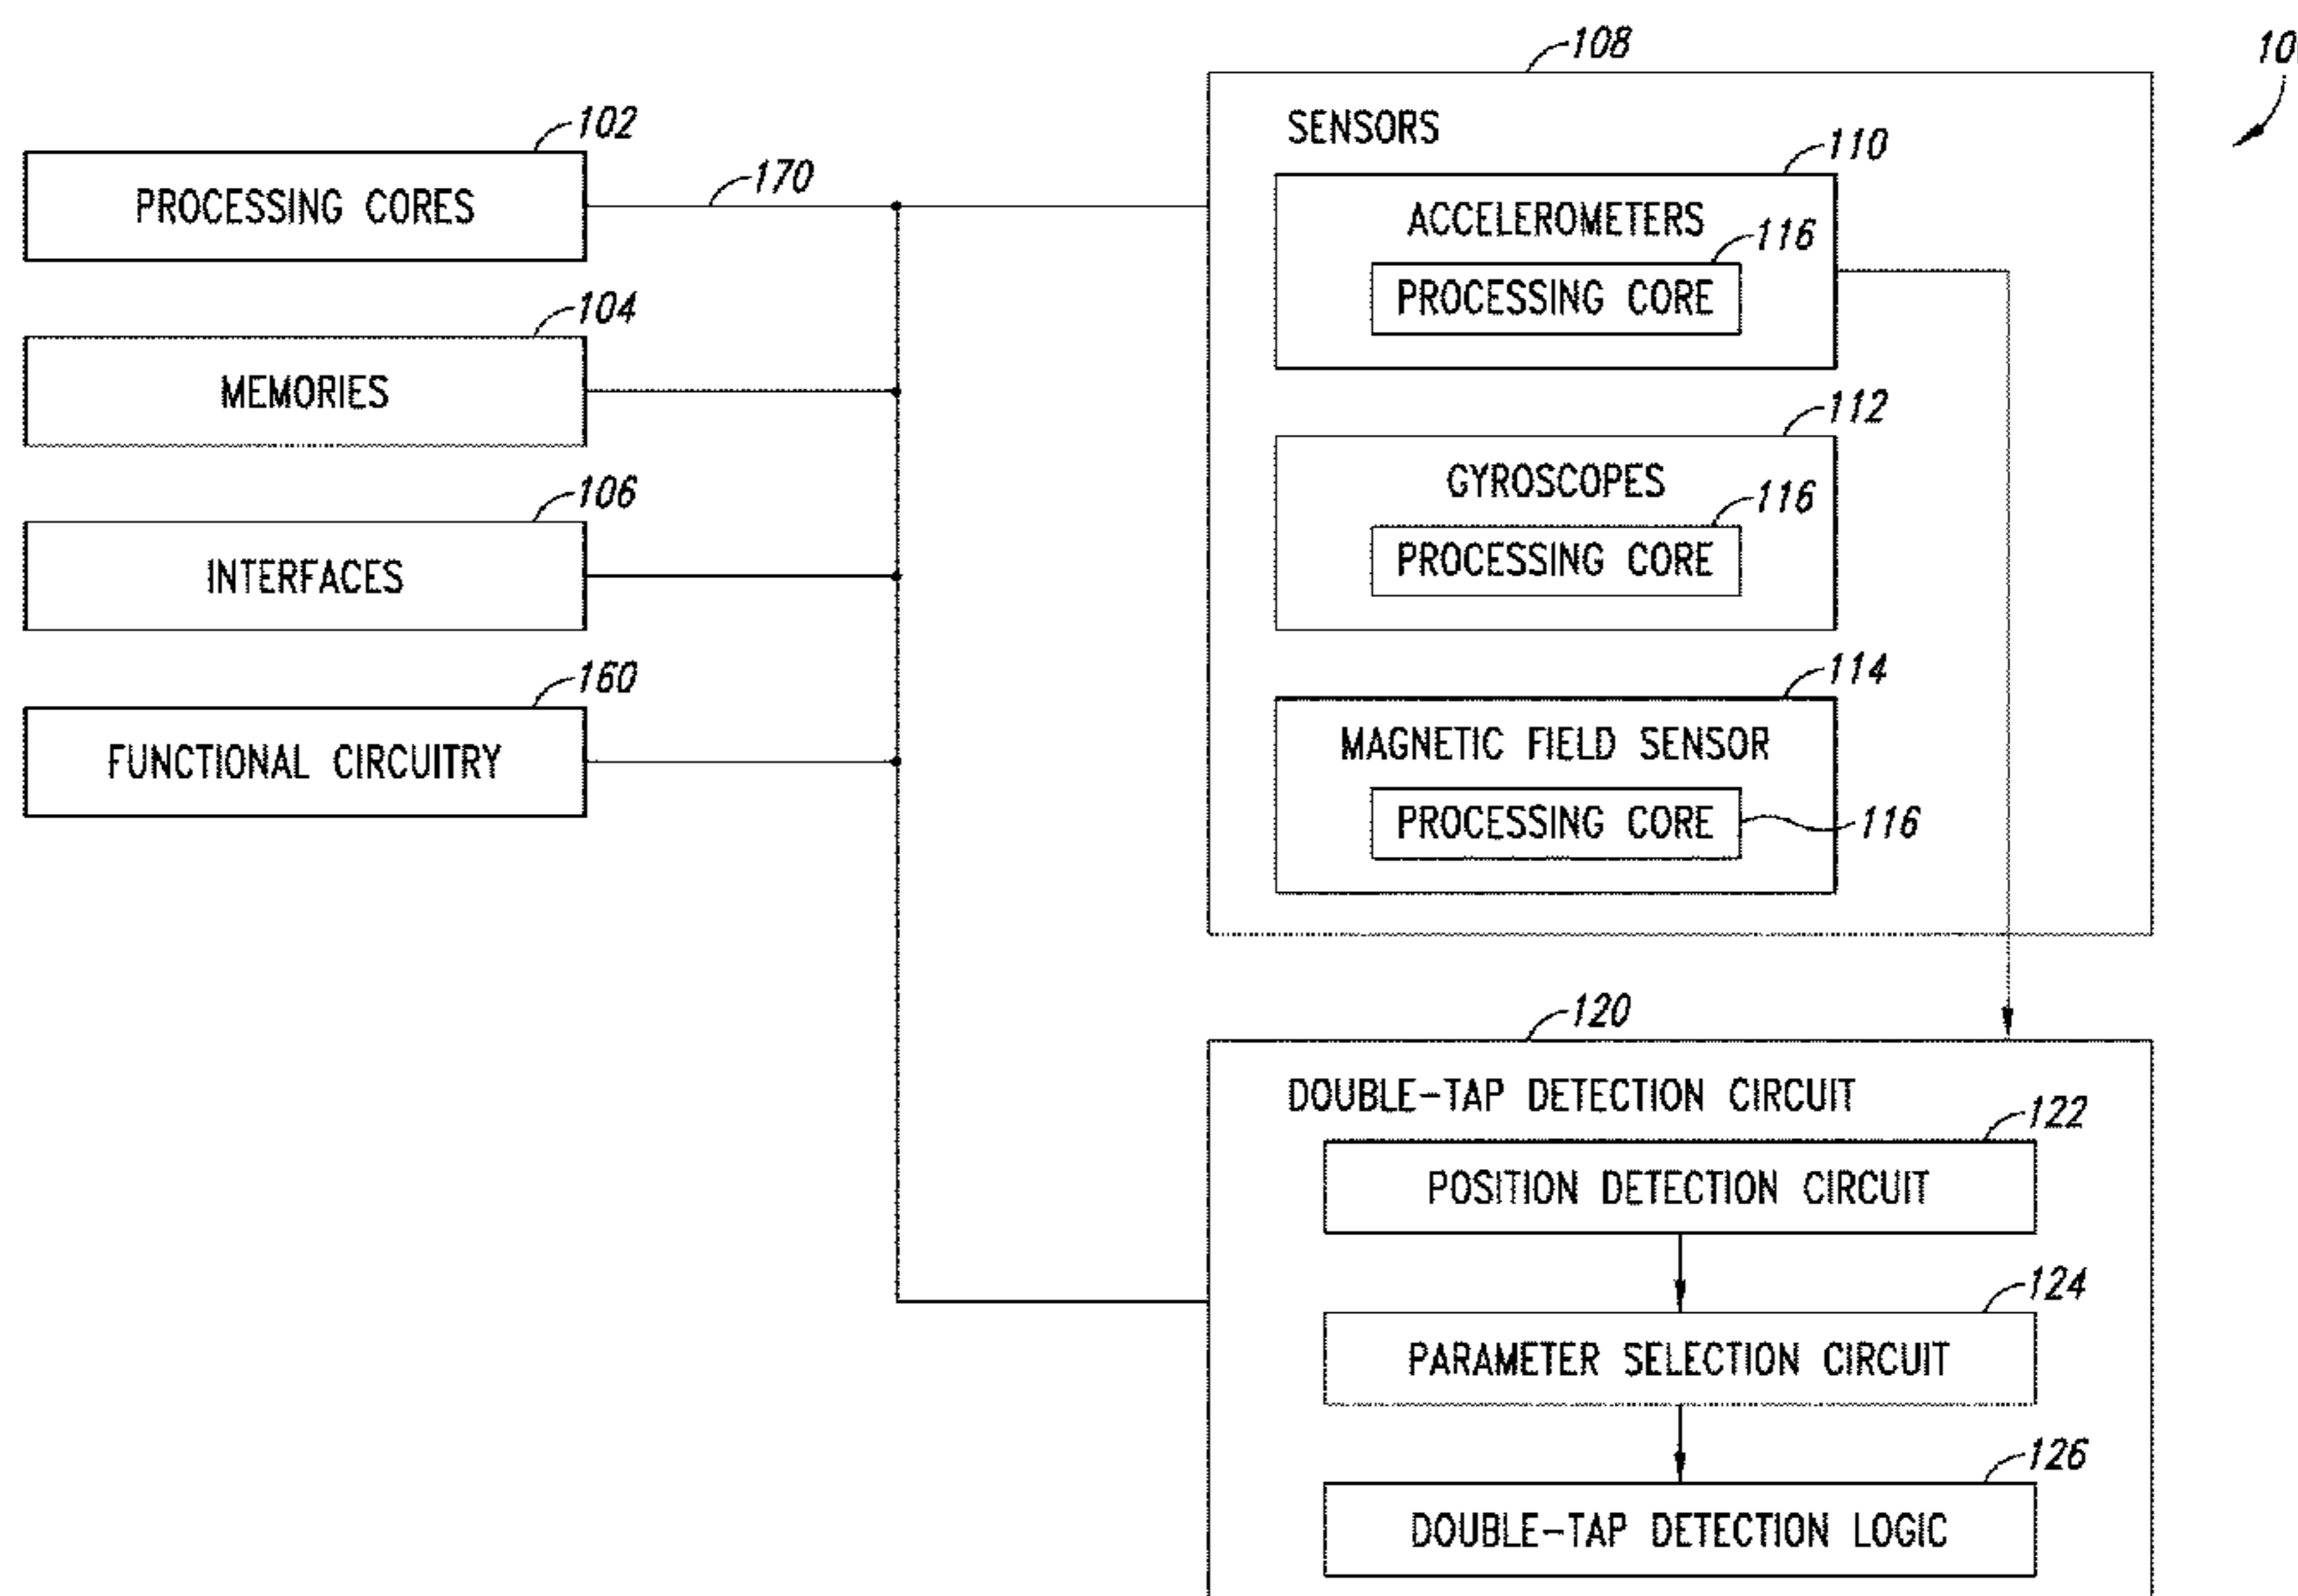 102
PROCESSING CORES
170
104
MEMORIES
106
INTERFACES
160
FUNCTIONAL CIRCUITRY
108
SENSORS
110
ACCELEROMETERS
116
PROCESSING CORE
112
GYROSCOPES
116
PROCESSING CORE
114
MAGNETIC FIELD SENSOR
PROCESSING CORE
116
120
DOUBLE-TAP DETECTION CIRCUIT
122
POSITION DETECTION CIRCUIT
124
PARAMETER SELECTION CIRCUIT
126
DOUBLE-TAP DETECTION LOGIC